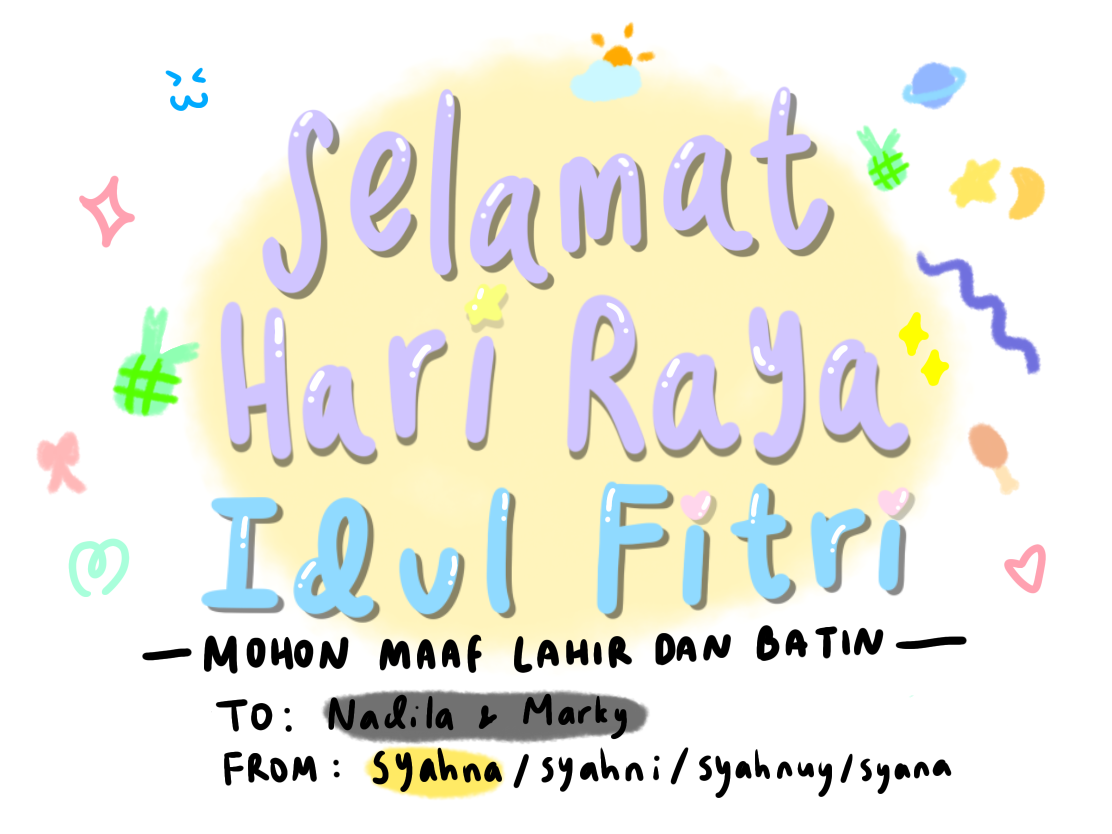 Selamat
Hari Raya
Idul Fitri
— MOHON MAAF LAHIR DAN BATIN —
TO: Nadila & Marky
FROM: syahna / syahni / syahnuy / syana